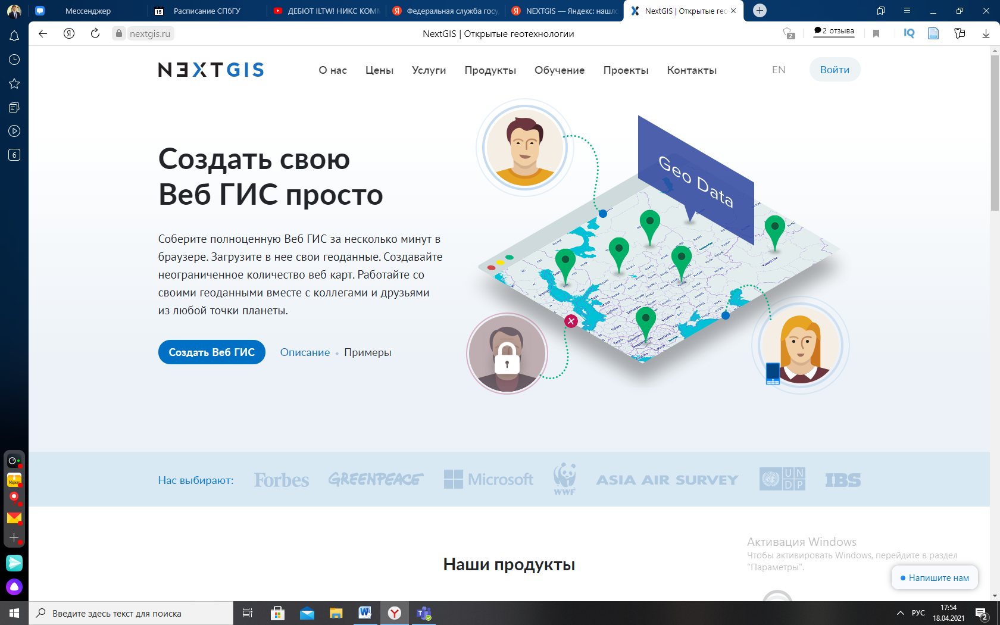 Мессенджер
Расписание СПбГУ
ДЕБЮТ ILTW! НИКС КОММ
Федеральная служба госу
NEXTGIS — Яндекс: нашло
NextGIS | Открытые гео
nextgis.ru
NextGIS | Открытые геотехнологии
2
2 отзыва
IQ
6
NEXTGIS
О нас
Цены
Услуги
Продукты
Обучение
Проекты
Контакты
EN
Войти
Создать свою
Веб ГИС просто
Geo Data
Соберите полноценную Веб ГИС за несколько минут в
браузере. Загрузите в нее свои геоданные. Создавайте
неограниченное количество веб карт. Работайте со
своими геоданными вместе с коллегами и друзьями
из любой точки планеты.
Создать Веб ГИС
Описание • Примеры
Нас выбирают:
Forbes
GREENPEACE
Microsoft
WWF
ASIA AIR SURVEY
UN
DP
IBS
Наши продукты
Активация Windows
Чтобы активировать Windows, перейдите в раздел
"Параметры".
Напишите нам
Введите здесь текст для поиска
РУС
17:54
18.04.2021
2